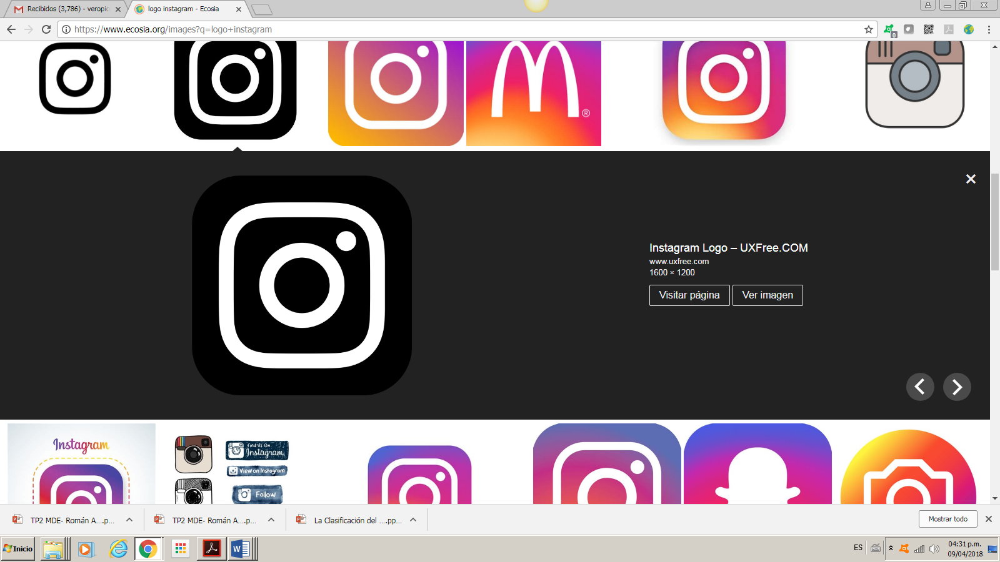 Recibidos (3,786) - veropic
logo instagram - Ecosia
https://www.ecosia.org/images?q=logo+instagram
0
®
Instagram Logo – UXFree.COM
www.uxfree.com
1600 × 1200
Visitar página
Ver imagen
Instagram
Find Us On
Instagram
View on Instagram
Follow
TP2 MDE- Román A....p...
TP2 MDE- Román A....p...
La Clasificación del ....pp...
Mostrar todo
Inicio
ES
04:31 p.m.
09/04/2018